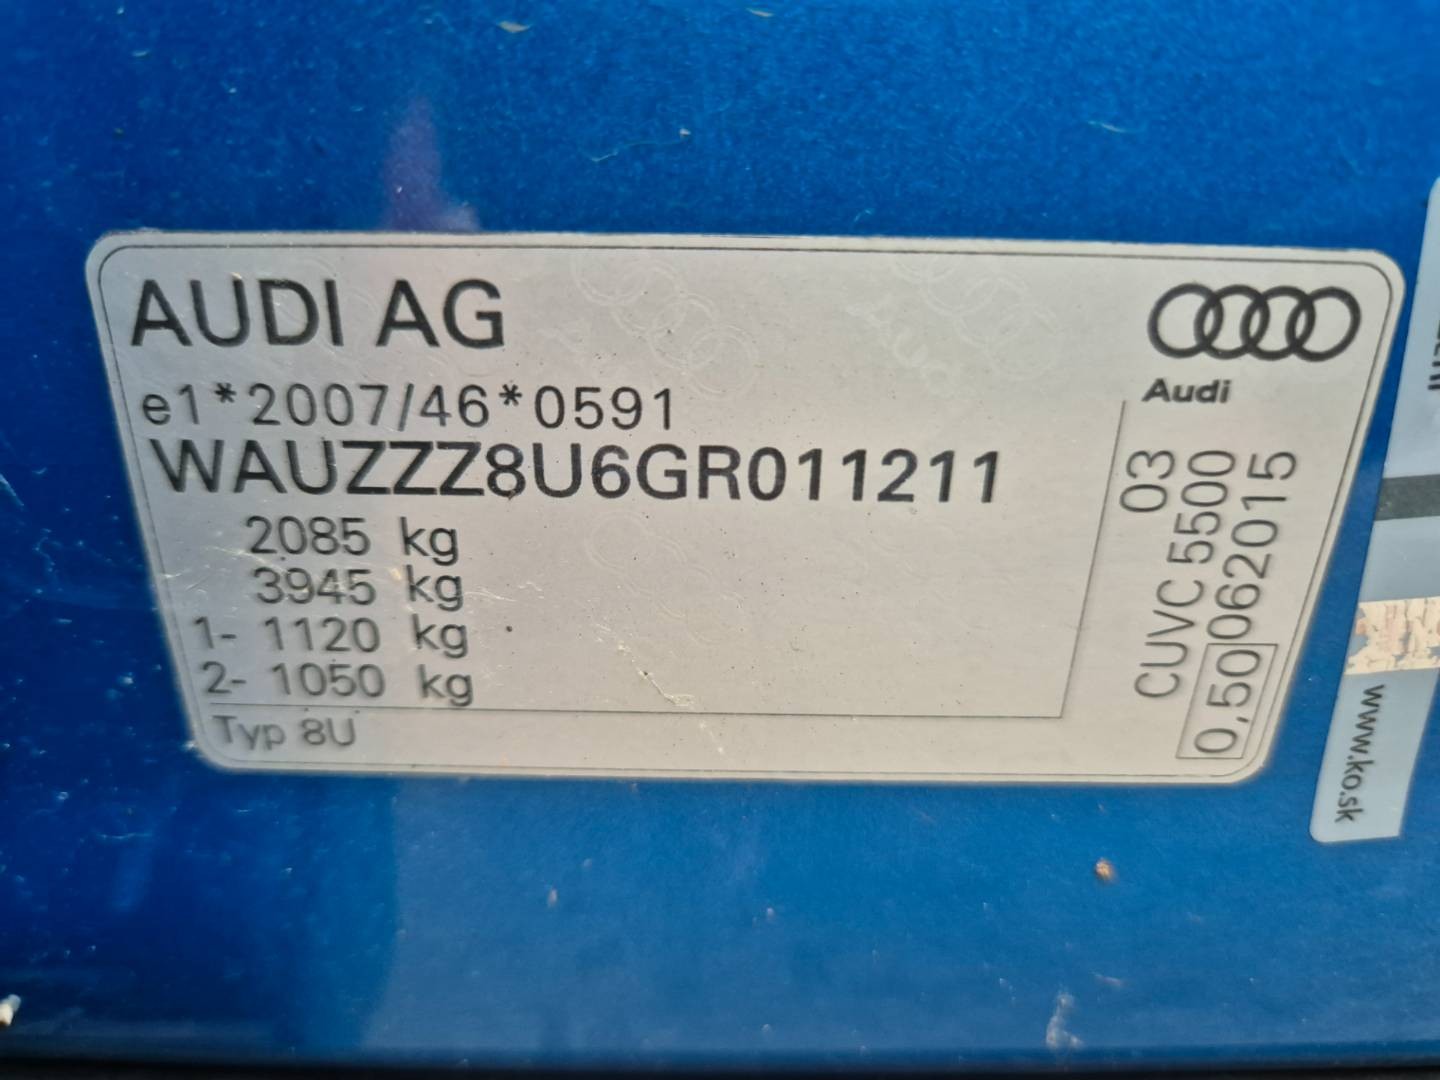 AUDI AG
Audi
e1*2007/46*0591
WAUZZZ8U6GR011211
2085 kg
3945 kg
1- 1120 kg
2- 1050 kg
Typ 8U
03
CUVC 5500
0,50 062015
www.ko.sk